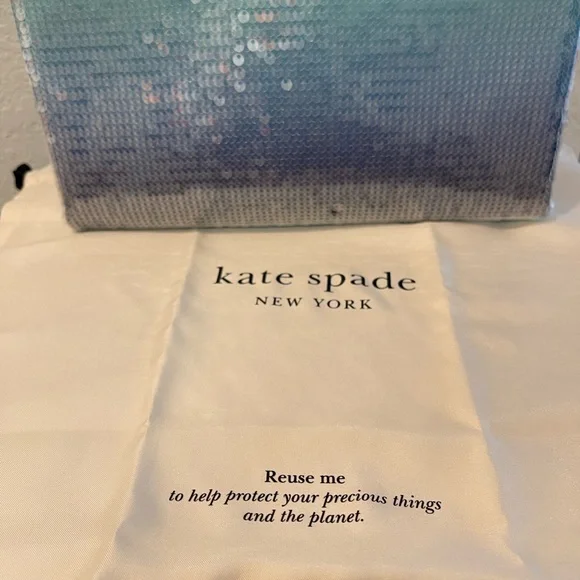 kate spade
NEW YORK
Reuse me
to help protect your precious things
and the planet.